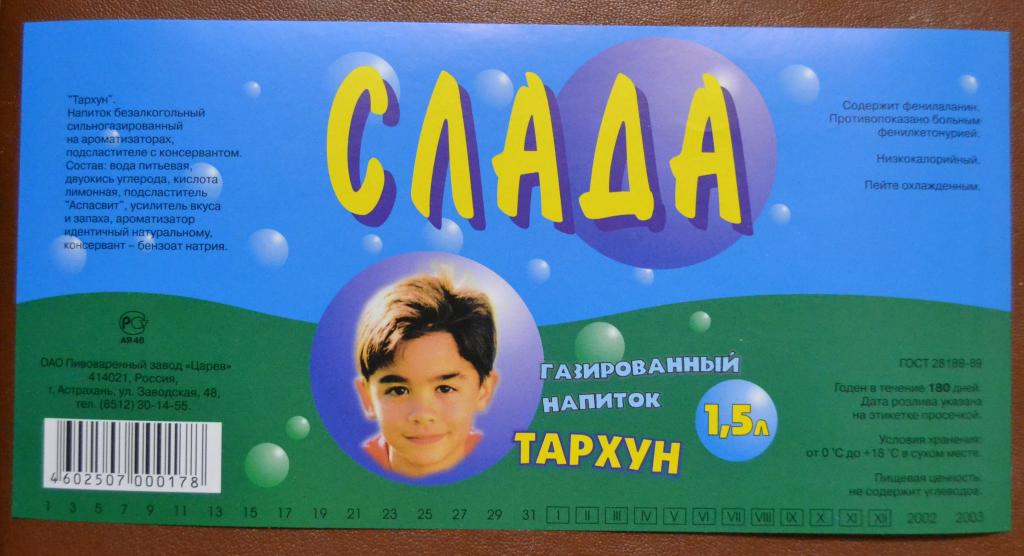 "Тархун".
Напиток безалкогольный
сильногазированный
на ароматизаторах,
подсластителе с консервантом.
Состав: вода питьевая,
двуокись углерода, кислота
лимонная, подсластитель
"Аспасвит", усилитель вкуса
и запаха, ароматизатор
идентичный натуральному,
консервант – бензоат натрия.
СЛАДА
Содержит фенилаланин.
Противопоказано больным
фенилкетонурией.
Низкокалорийный.
Пейте охлажденным.
РС
АЯ 46
ОАО Пивоваренный завод «Царев»
414021, Россия,
г. Астрахань, ул. Заводская, 48,
тел. (8512) 30-14-55.
4 602507 000178
ГАЗИРОВАННЫЙ
НАПИТОК
ТАРХУН
1,5л
ГОСТ 28188-89
Годен в течение 180 дней.
Дата розлива указана
на этикетке просечкой.
Условия хранения:
от 0 °С до +18 °С в сухом месте.
Пищевая ценность:
не содержит углеводов.
1 3 5 7 9 11 13 15 17 19 21 23 25 27 29 31 I II III IV V VI VII VIII IX X XI XII 2002 2003